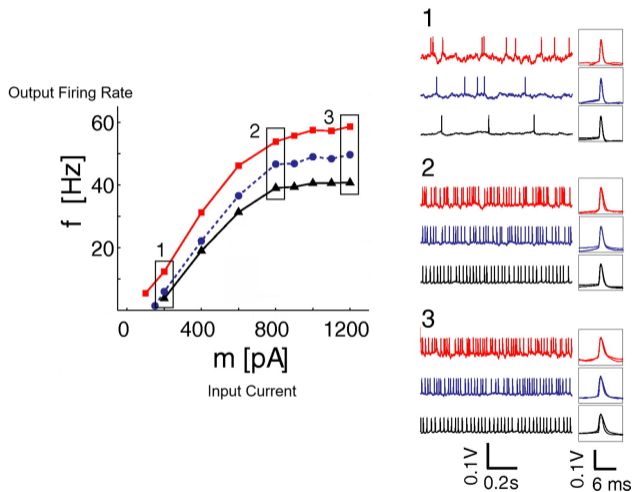 Output Firing Rate
f [Hz]
60
40
20
1
2
3
0
400
800
1200
m [pA]
Input Current
1
2
3
0.1V
0.2s
0.1V
6 ms